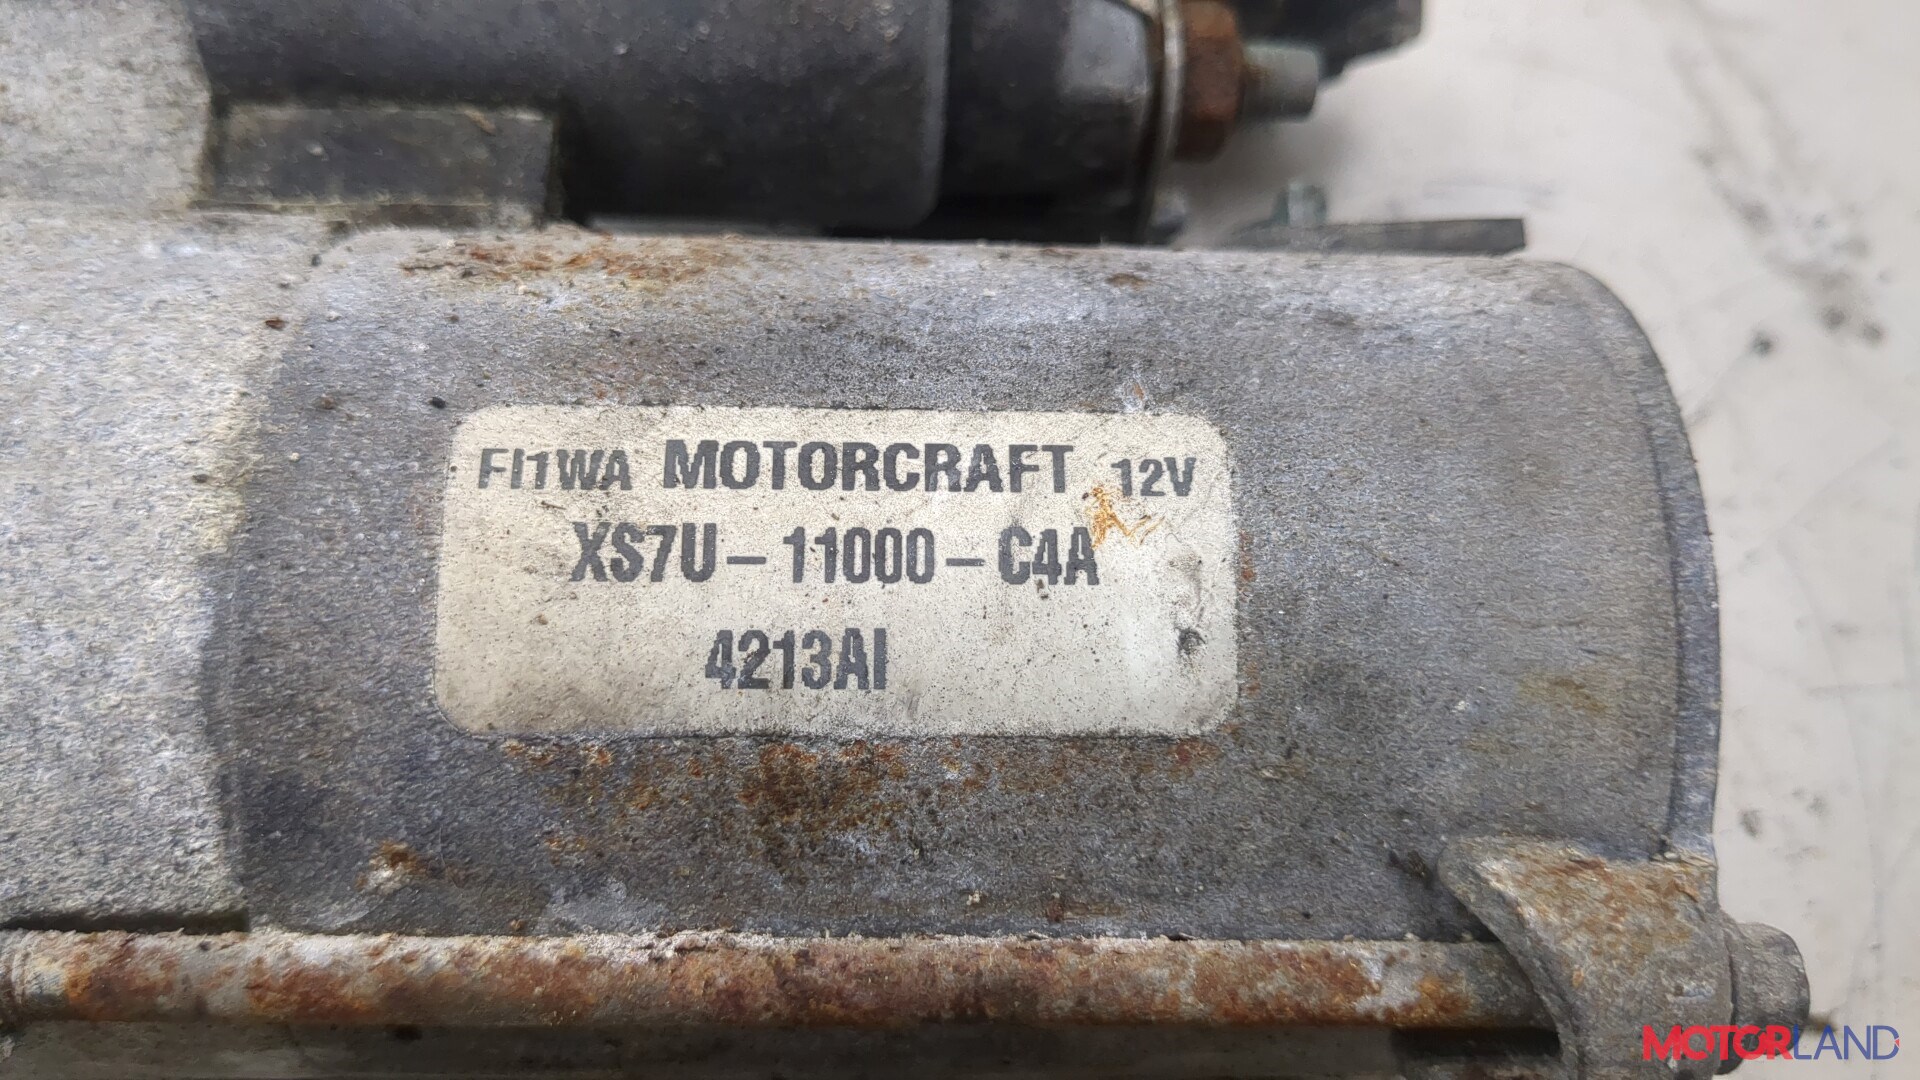 FI1WA MOTORCRAFT 12V
XS7U-11000-C4A
4213AI
MOTORLAND